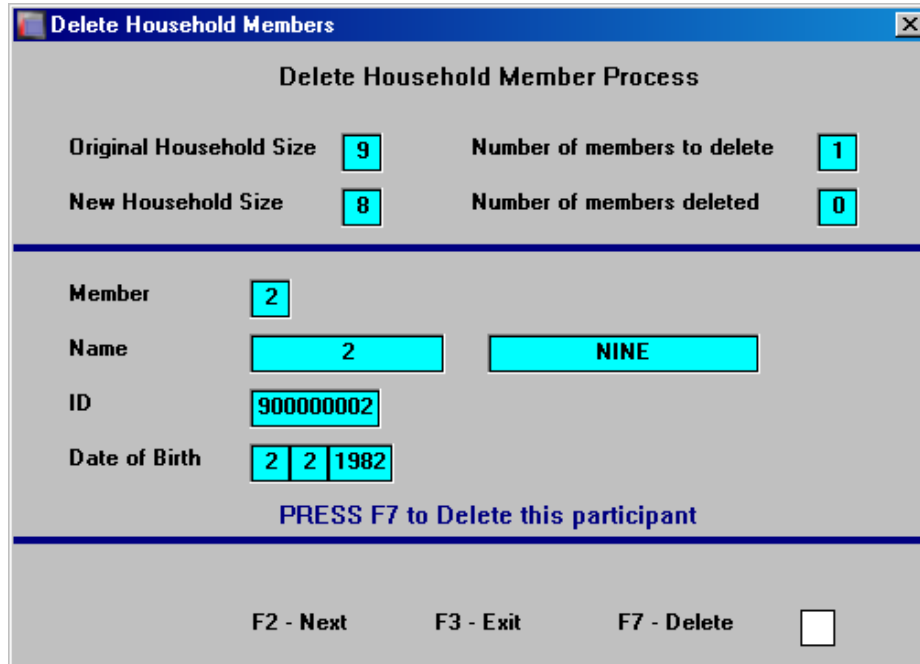 Delete Household Members
Delete Household Member Process
Original Household Size 9 Number of members to delete 1
New Household Size 8 Number of members deleted 0
Member 2
Name 2 NINE
ID 900000002
Date of Birth 2 2 1982
PRESS F7 to Delete this participant
F2 - Next F3 - Exit F7 - Delete